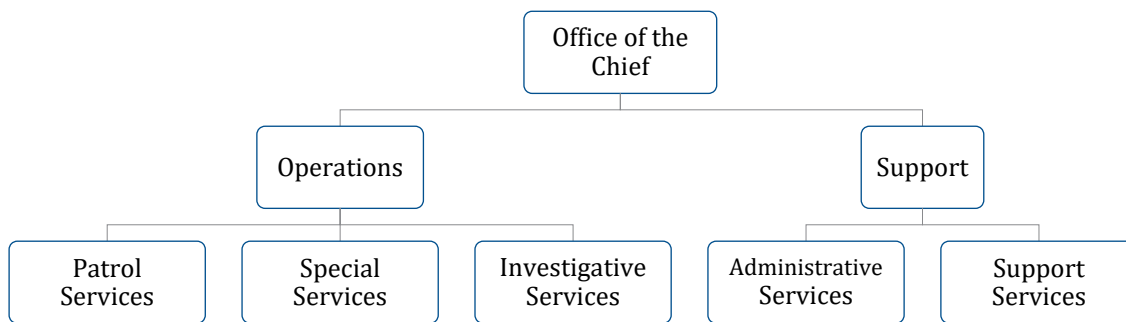 Office of the
Chief
Operations
Support
Patrol
Services
Special
Services
Investigative
Services
Administrative
Services
Support
Services